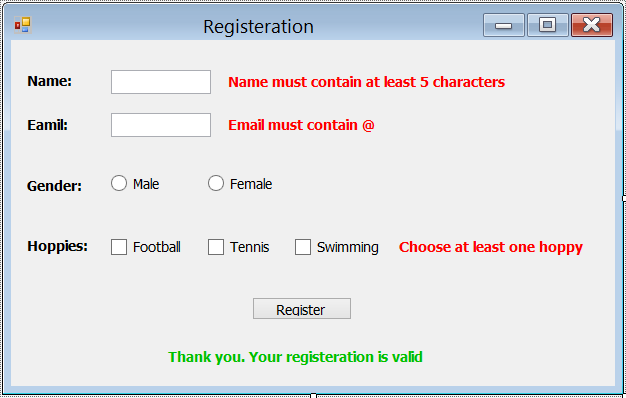 Registeration
Name: Name must contain at least 5 characters
Eamil: Email must contain @
Gender: Male Female
Hoppies: Football Tennis Swimming Choose at least one hoppy
Register
Thank you. Your registeration is valid